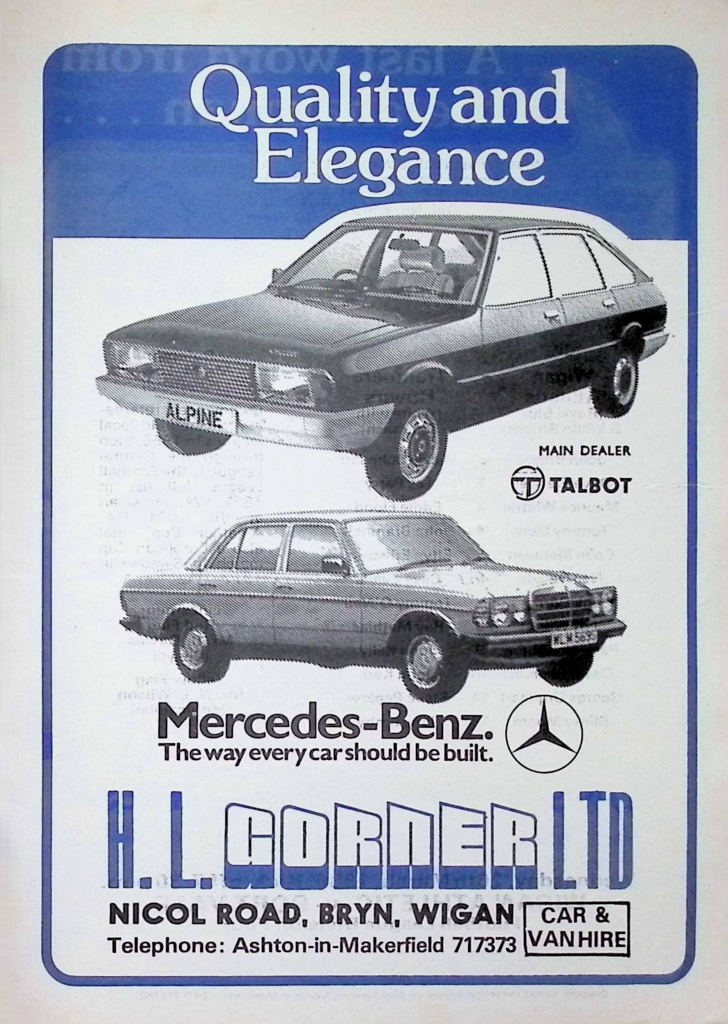 Quality and
Elegance
ALPINE
MAIN DEALER
TALBOT
Mercedes-Benz.
The way every car should be built.
H.L. CORNER LTD
NICOL ROAD, BRYN, WIGAN
CAR &
VAN HIRE
Telephone: Ashton-in-Makerfield 717373